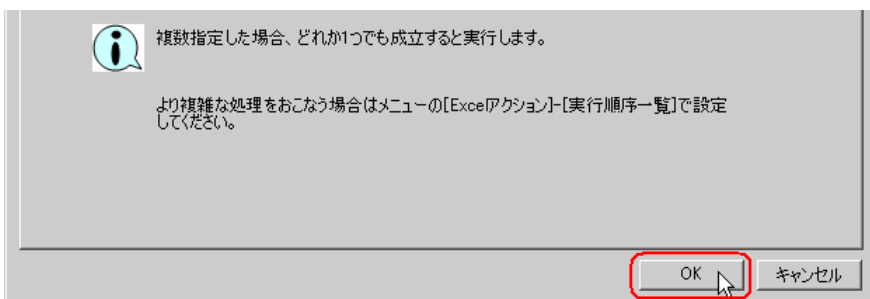 複数指定した場合、どれか1つでも成立すると実行します。
より複雑な処理をおこなう場合はメニューの[Excelアクション]-[実行順序一覧]で設定
してください。
OK
キャンセル